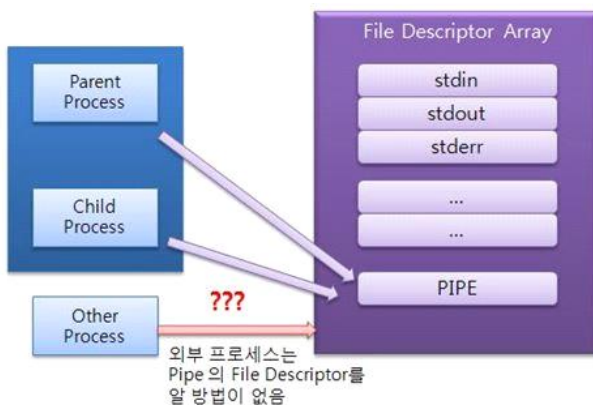 File Descriptor Array
Parent
Process
Child
Process
Other
Process
stdin
stdout
stderr
...
...
PIPE
???
외부 프로세스는
Pipe 의 File Descriptor를
알 방법이 없음